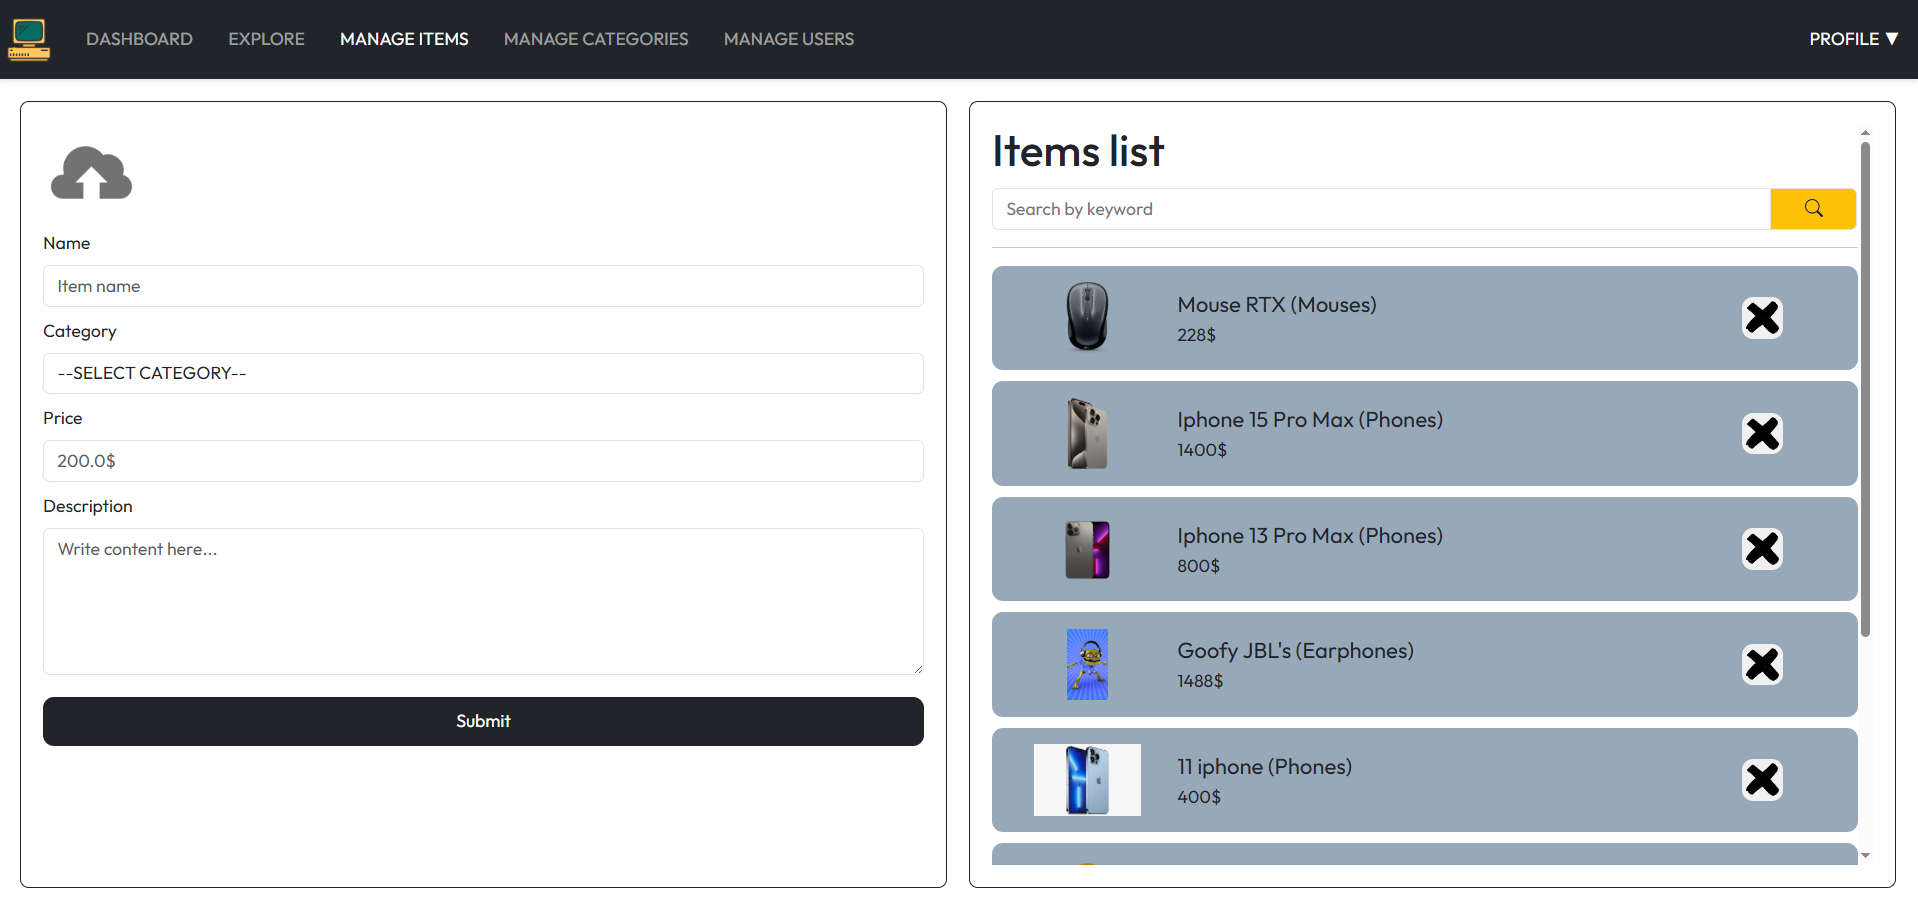 DASHBOARD EXPLORE MANAGE ITEMS MANAGE CATEGORIES MANAGE USERS PROFILE ▼
Name
Item name
Category
--SELECT CATEGORY--
Price
200.0$
Description
Write content here...
Submit
Items list
Search by keyword
Mouse RTX (Mouses)
228$
Iphone 15 Pro Max (Phones)
1400$
Iphone 13 Pro Max (Phones)
800$
Goofy JBL's (Earphones)
1488$
11 iphone (Phones)
400$